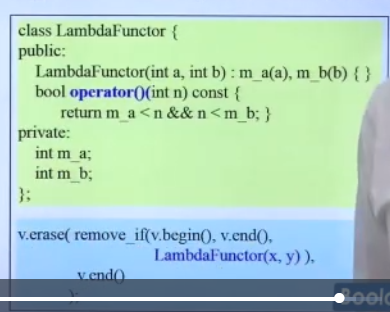 class LambdaFunctor {
public:
LambdaFunctor(int a, int b) : m_a(a), m_b(b) { }
bool operator()(int n) const {
return m_a < n && n < m_b; }
private:
int m_a;
int m_b;
};
v.erase( remove_if(v.begin(), v.end(),
LambdaFunctor(x, y) ),
v.end()
);